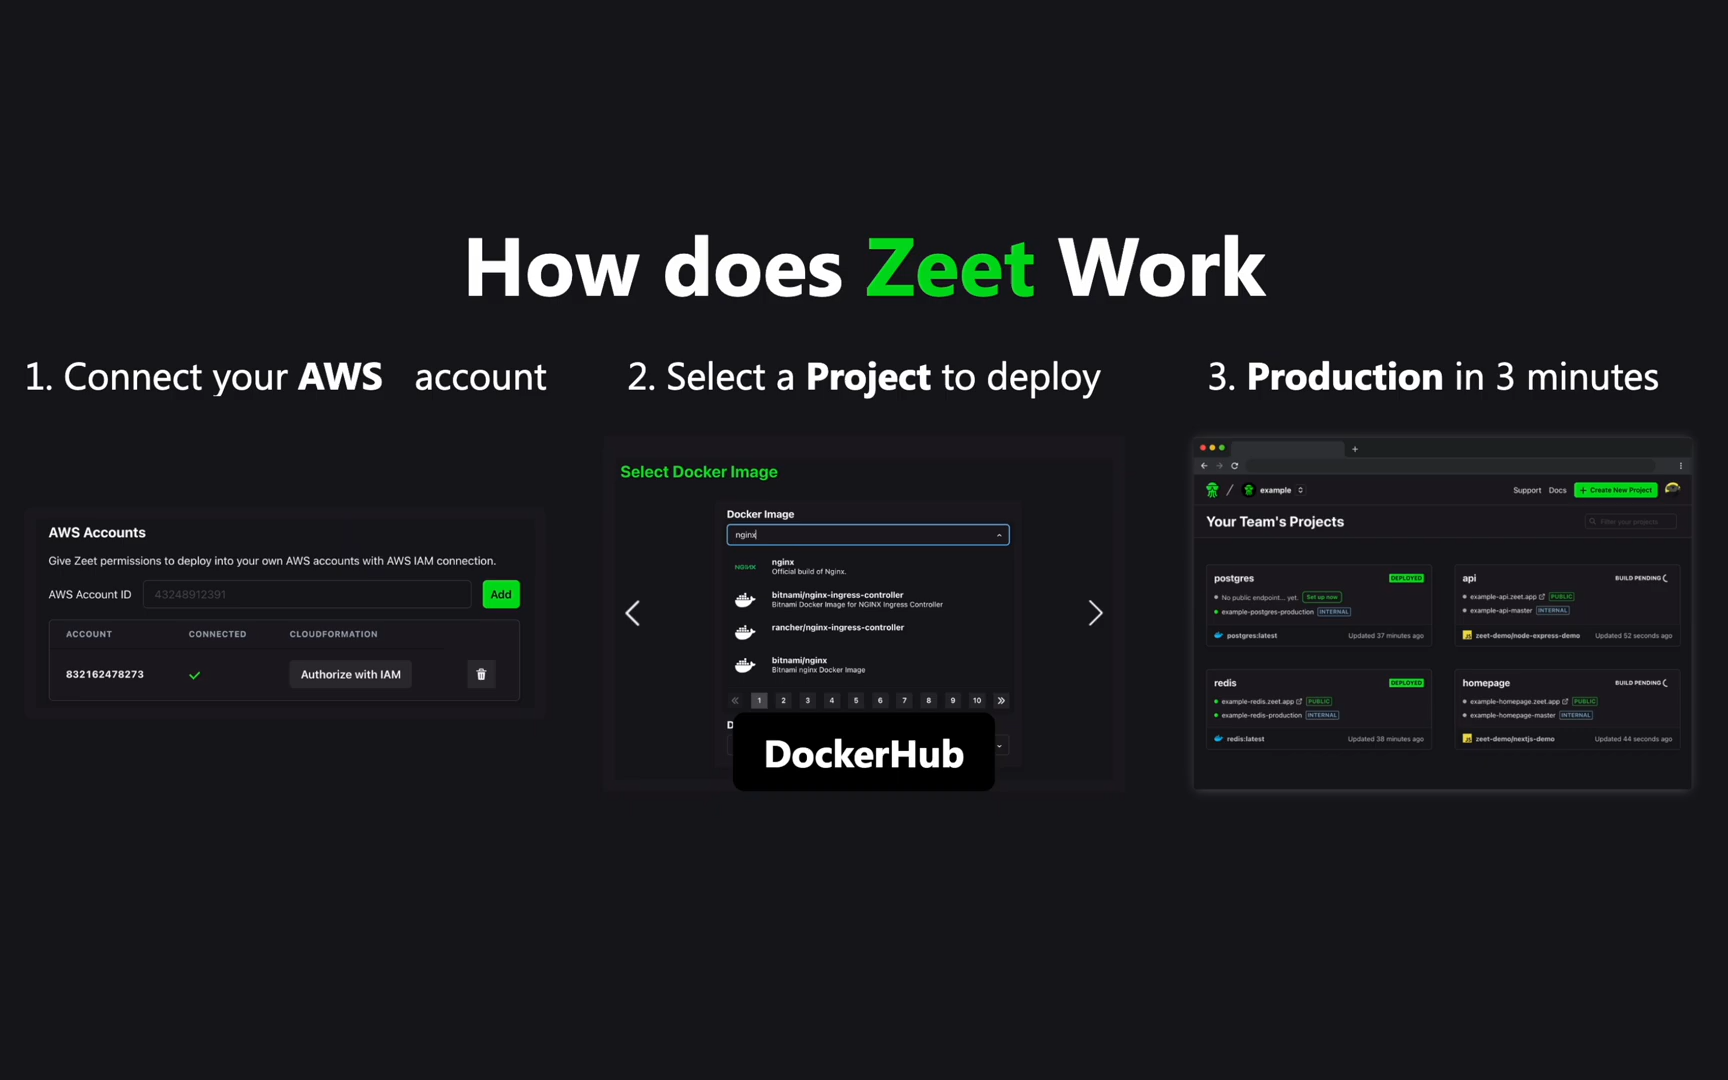 How does Zeet Work
1. Connect your AWS account
AWS Accounts
Give Zeet permissions to deploy into your own AWS accounts with AWS IAM connection.
AWS Account ID 43248912391 Add
ACCOUNT CONNECTED CLOUDFORMATION
832162478273 Authorize with IAM
2. Select a Project to deploy
Select Docker Image
Docker Image
nginx
NGINX nginx
Official build of Nginx.
bitnami/nginx-ingress-controller
Bitnami Docker Image for NGINX Ingress Controller
rancher/nginx-ingress-controller
bitnami/nginx
Bitnami nginx Docker Image
« 1 2 3 4 5 6 7 8 9 10 »
DockerHub
3. Production in 3 minutes
/ example Support Docs + Create New Project
Your Team's Projects Filter your projects
postgres DEPLOYED
No public endpoint... yet. Set up now
example-postgres-production INTERNAL
postgres:latest Updated 37 minutes ago
api BUILD PENDING
example-api.zeet.app PUBLIC
example-api-master INTERNAL
zeet-demo/node-express-demo Updated 52 seconds ago
redis DEPLOYED
example-redis.zeet.app PUBLIC
example-redis-production INTERNAL
redis:latest Updated 38 minutes ago
homepage BUILD PENDING
example-homepage.zeet.app PUBLIC
example-homepage-master INTERNAL
zeet-demo/nextjs-demo Updated 44 seconds ago